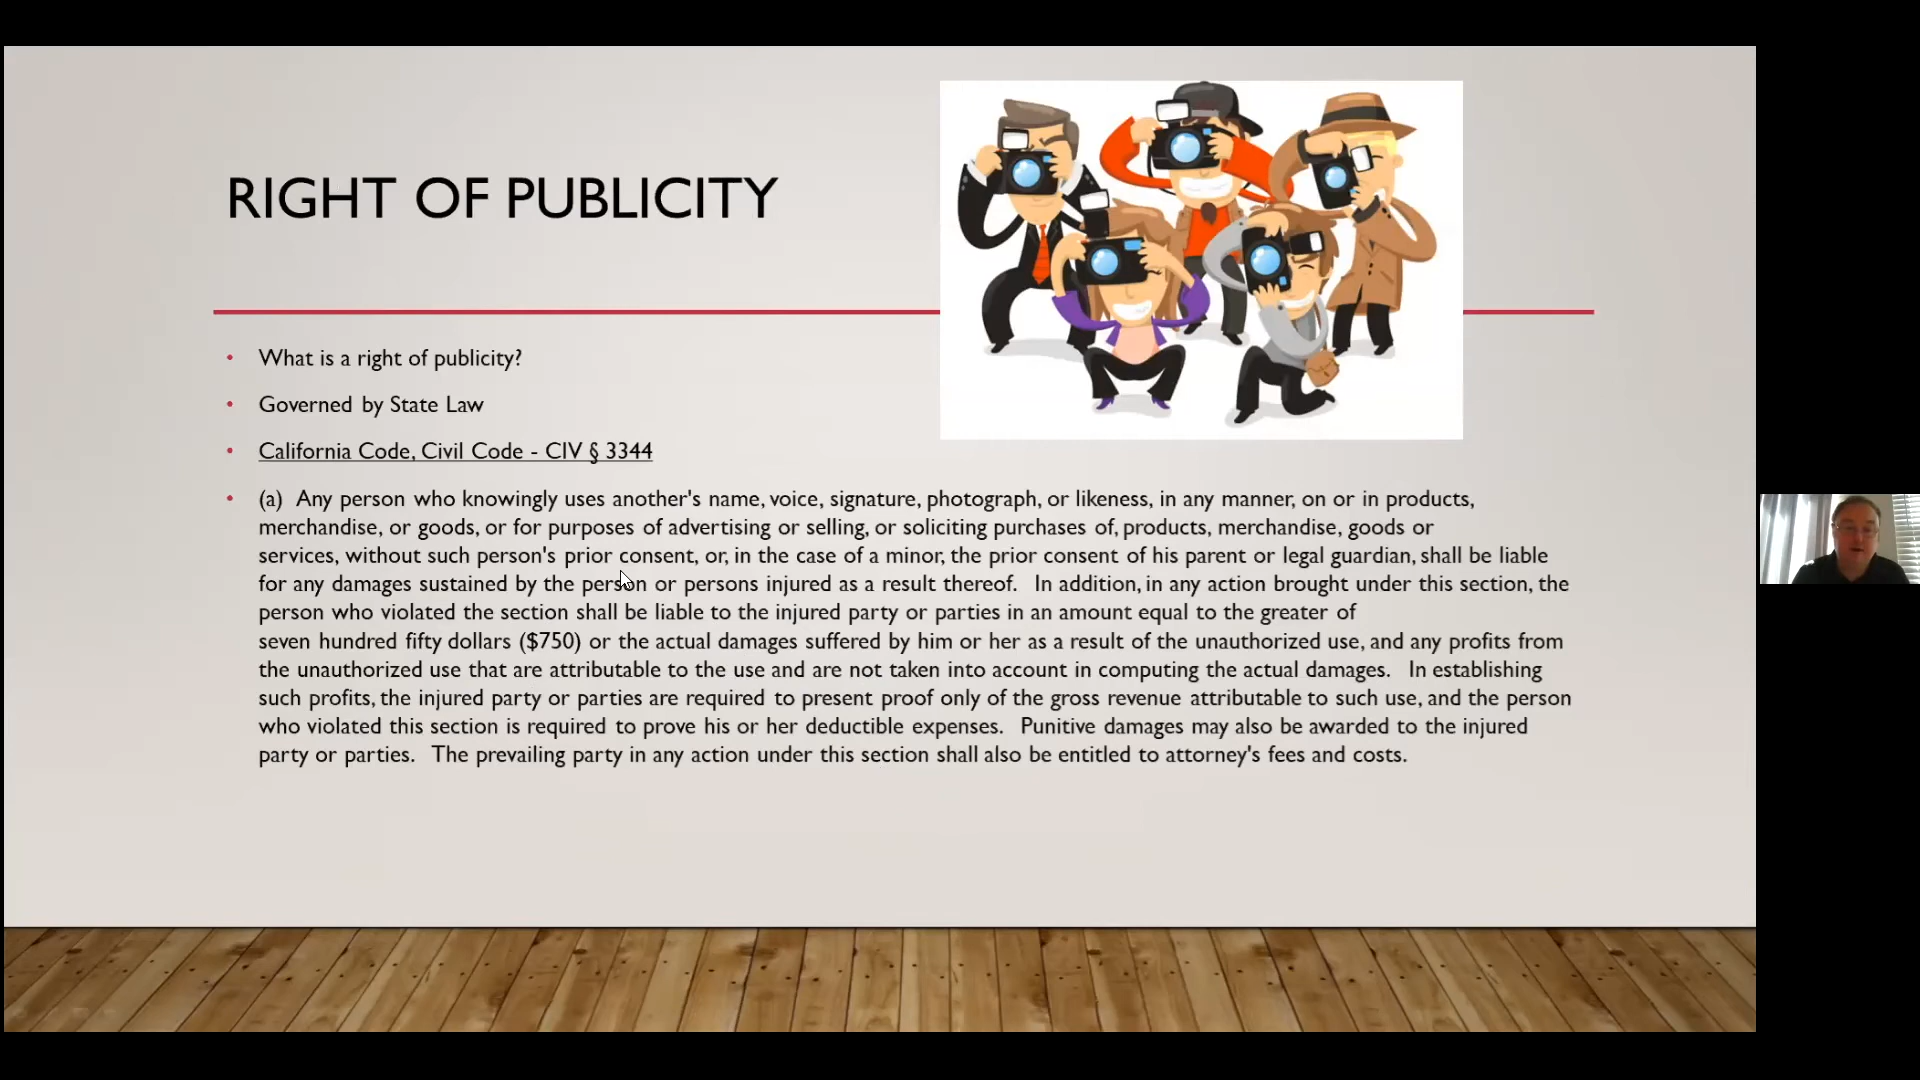 RIGHT OF PUBLICITY
• What is a right of publicity?
• Governed by State Law
• California Code, Civil Code - CIV § 3344
• (a) Any person who knowingly uses another's name, voice, signature, photograph, or likeness, in any manner, on or in products,
merchandise, or goods, or for purposes of advertising or selling, or soliciting purchases of, products, merchandise, goods or
services, without such person's prior consent, or, in the case of a minor, the prior consent of his parent or legal guardian, shall be liable
for any damages sustained by the person or persons injured as a result thereof. In addition, in any action brought under this section, the
person who violated the section shall be liable to the injured party or parties in an amount equal to the greater of
seven hundred fifty dollars ($750) or the actual damages suffered by him or her as a result of the unauthorized use, and any profits from
the unauthorized use that are attributable to the use and are not taken into account in computing the actual damages. In establishing
such profits, the injured party or parties are required to present proof only of the gross revenue attributable to such use, and the person
who violated this section is required to prove his or her deductible expenses. Punitive damages may also be awarded to the injured
party or parties. The prevailing party in any action under this section shall also be entitled to attorney's fees and costs.